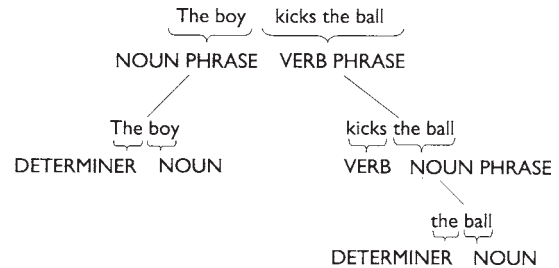 The boy kicks the ball
NOUN PHRASE VERB PHRASE
The boy kicks the ball
DETERMINER NOUN VERB NOUN PHRASE
the ball
DETERMINER NOUN